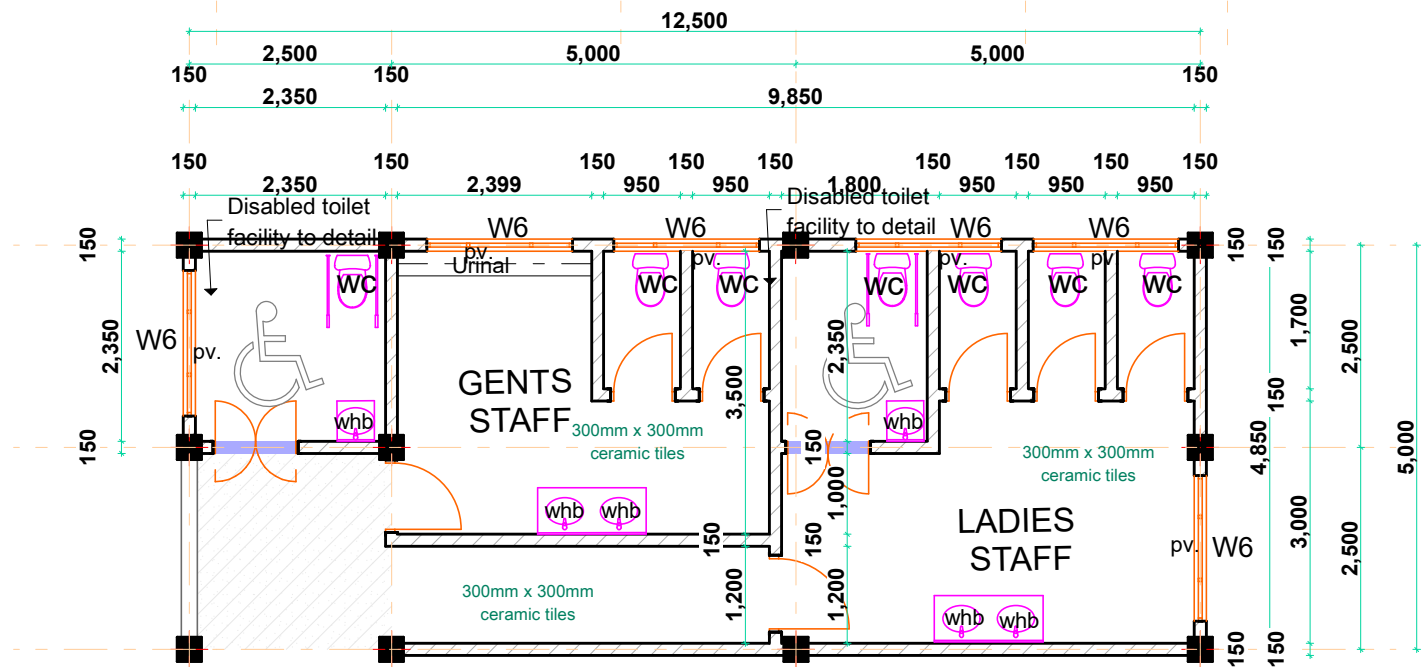 12,500
2,500
5,000
5,000
150
150
150
2,350
9,850
150
150
150
150
150
150
150
150
150
2,350
2,399
950
950
1,800
950
950
950
Disabled toilet
facility to detail
Disabled toilet
facility to detail
W6
W6
W6
W6
pv.
pv.
pv.
pv
Urinal
150
150
150
WC
WC
WC
WC
WC
WC
W6
pv.
2,350
2,350
1,700
2,500
GENTS
STAFF
3,500
150
whb
whb
300mm x 300mm
ceramic tiles
300mm x 300mm
ceramic tiles
150
150
4,850
5,000
1,000
whb
whb
LADIES
STAFF
150
150
pv.
W6
3,000
2,500
300mm x 300mm
ceramic tiles
1,200
1,200
whb
whb
150
150